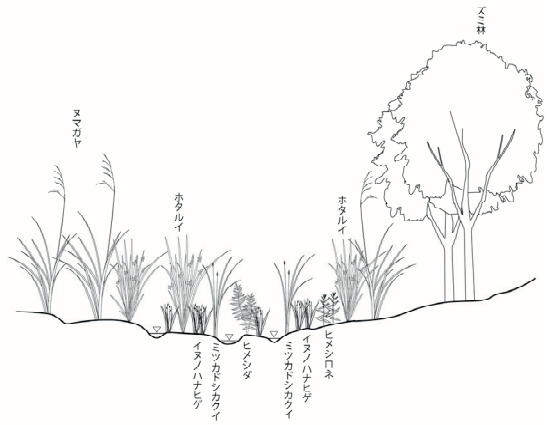 ズミ林
ヌマガヤ
ホタルイ
ホタルイ
イヌノハナヒゲ
ミツカドシカクイ
ヒメシダ
ミツカドシカクイ
イヌノハナヒゲ
ヒメシロネ